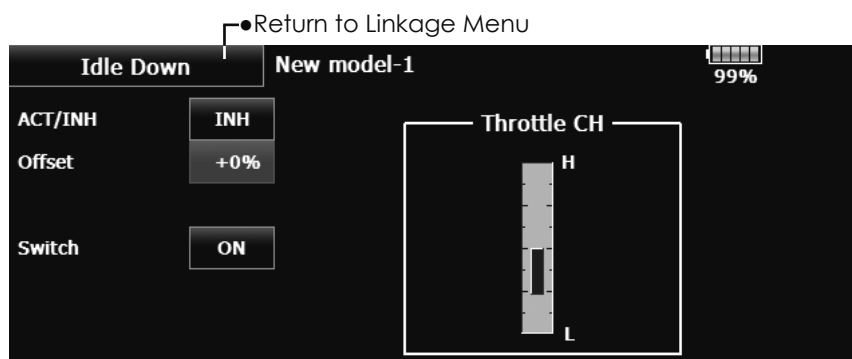 ●Return to Linkage Menu
Idle Down New model-1 99%
ACT/INH INH
Throttle CH
Offset +0%
H
Switch ON
L